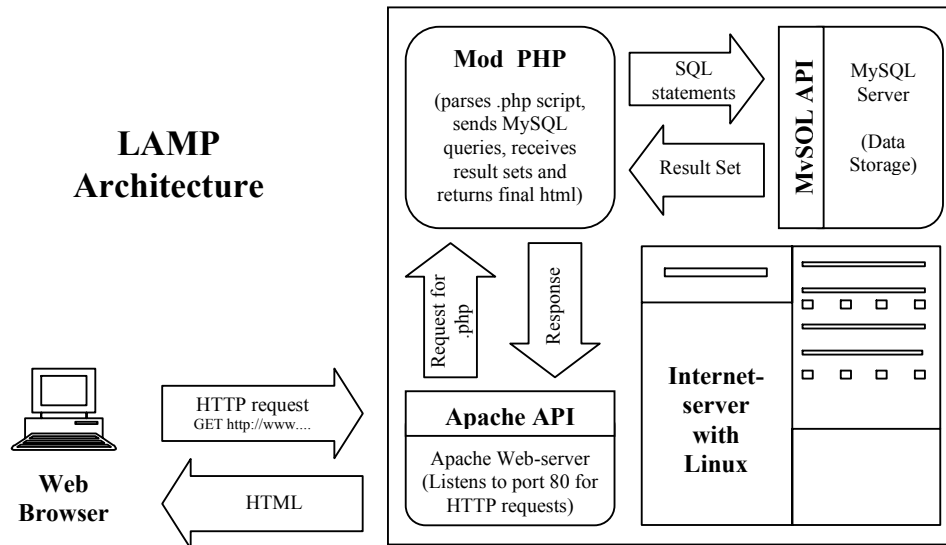 LAMP
Architecture
Mod PHP
(parses .php script,
sends MySQL
queries, receives
result sets and
returns final html)
SQL
statements
Result Set
MvSOL API
MySQL
Server
(Data
Storage)
Request for
.php
Response
Apache API
Apache Web-server
(Listens to port 80 for
HTTP requests)
Internet-
server
with
Linux
HTTP request
GET http://www....
HTML
Web
Browser